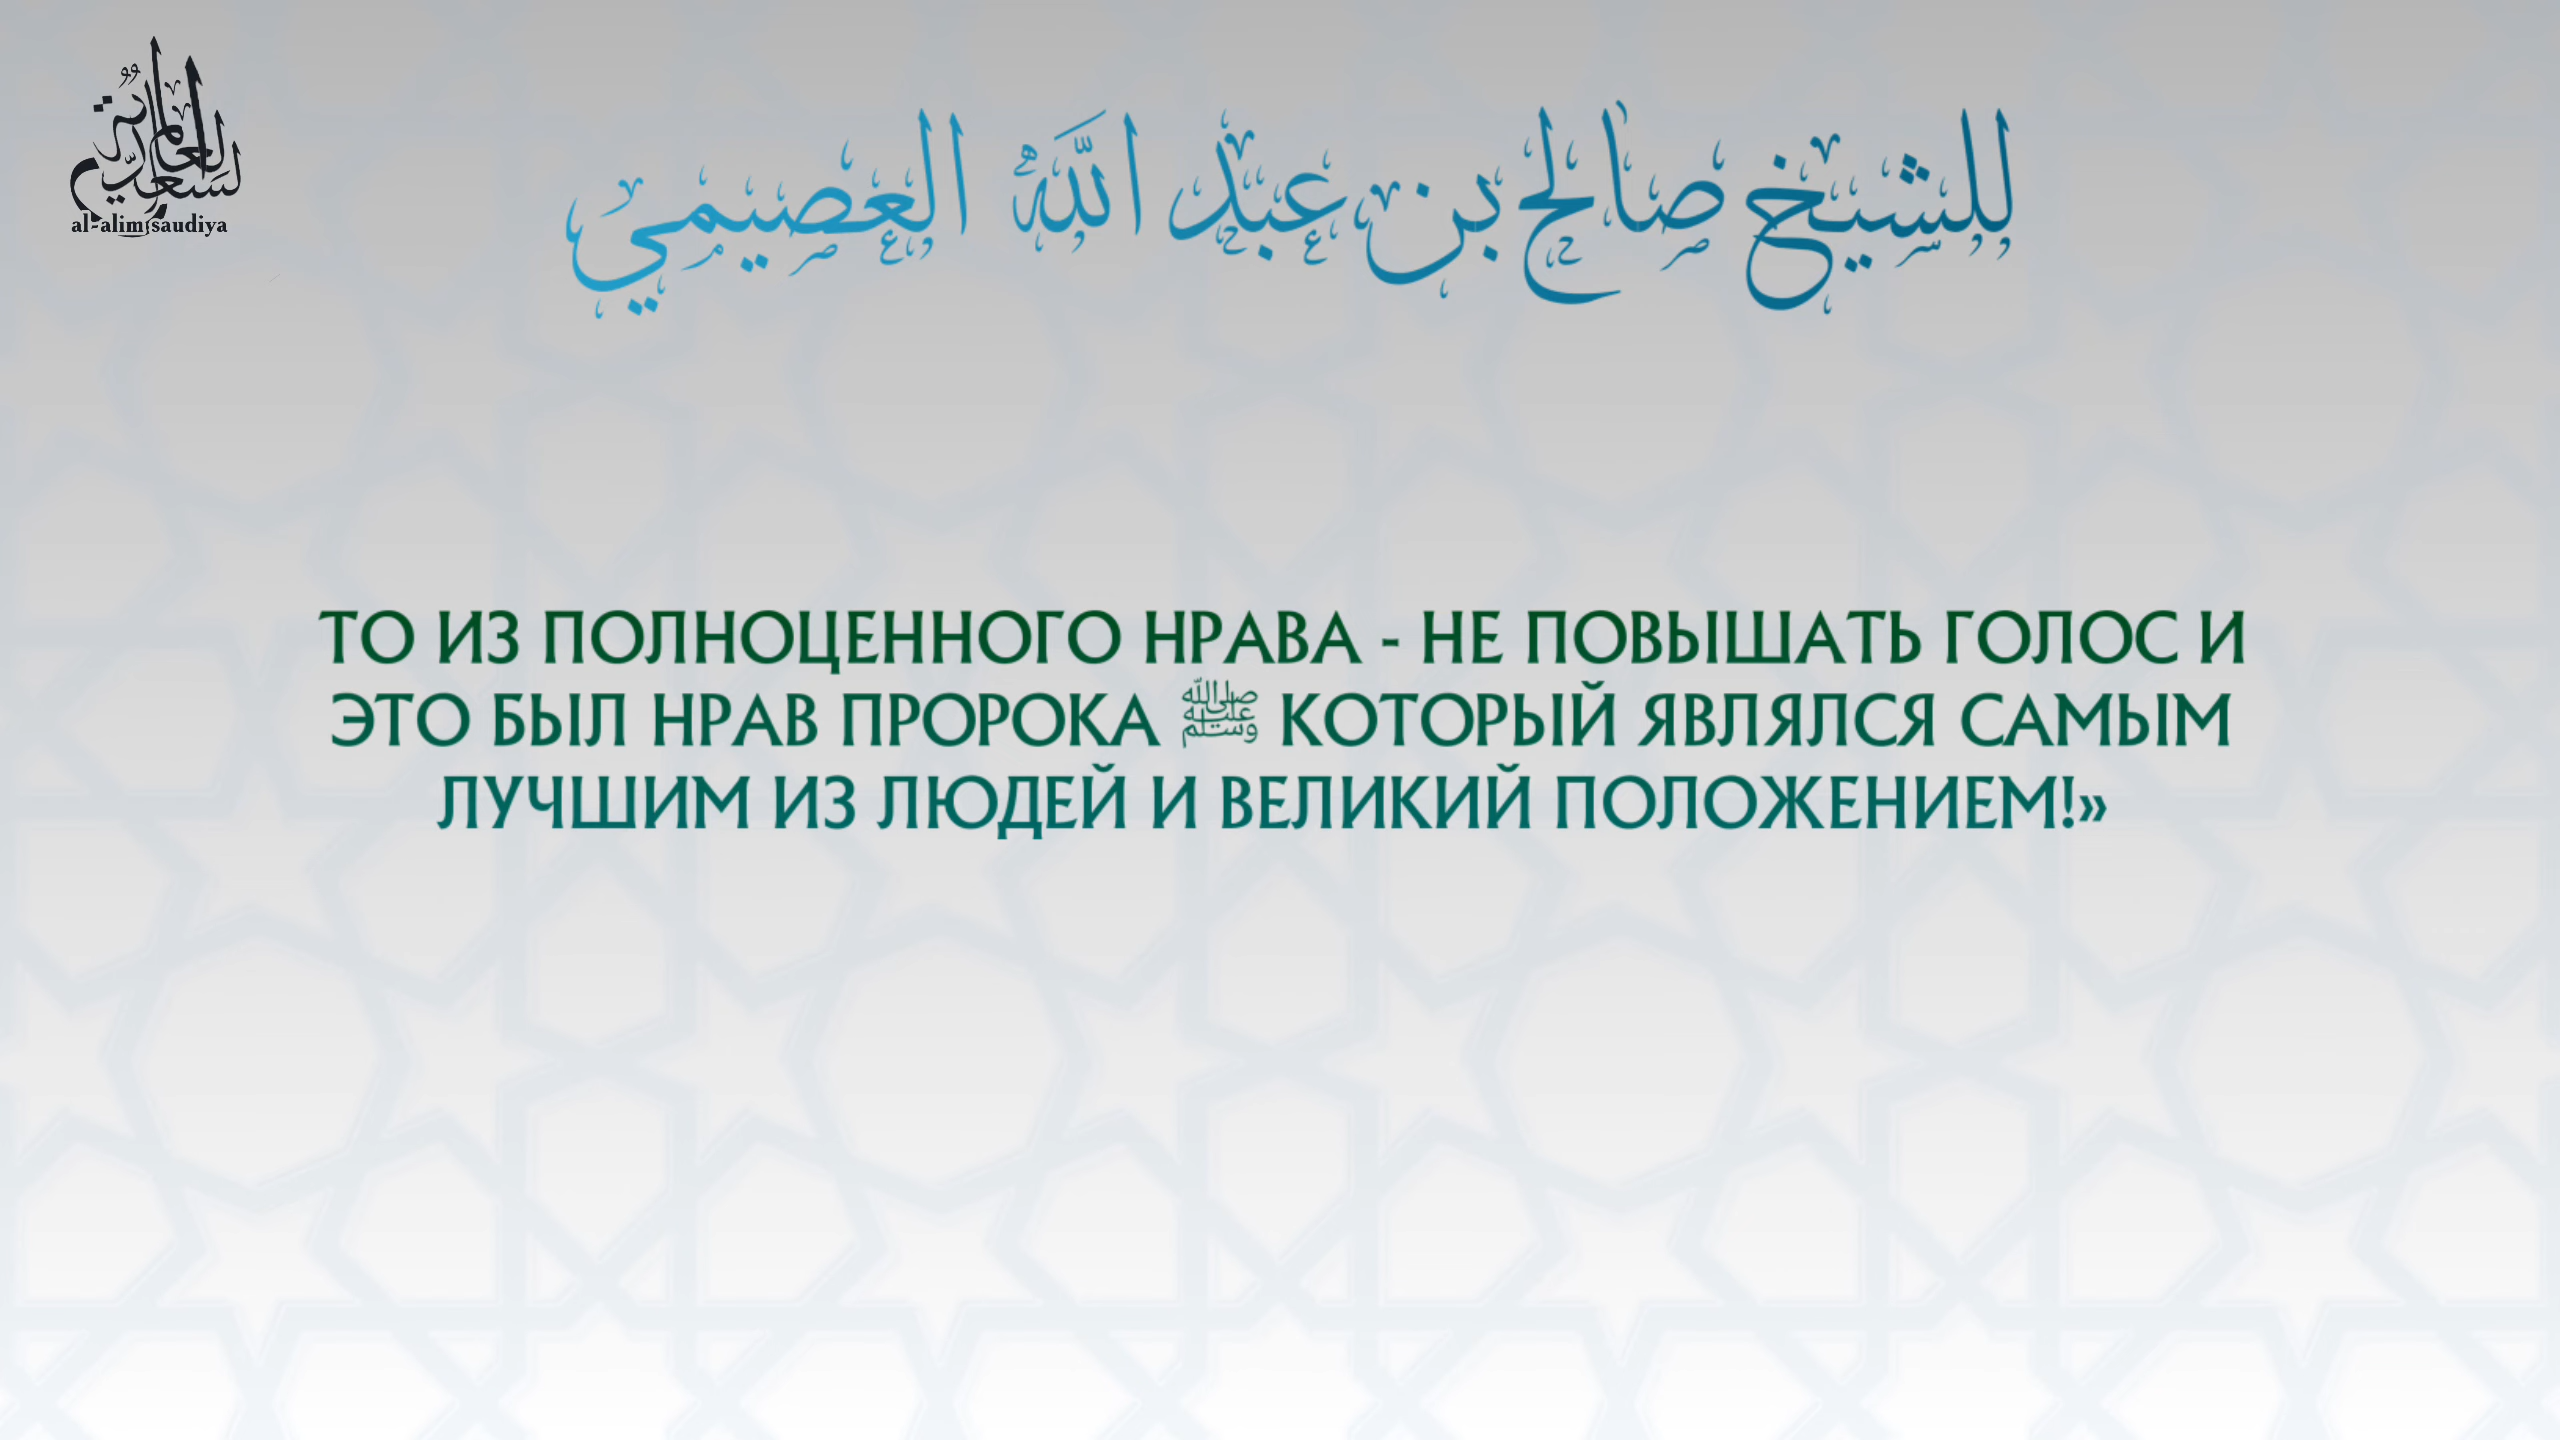 للشيخ صالح بن عبد الله العصيمي
al-alim saudiya
ТО ИЗ ПОЛНОЦЕННОГО НРАВА - НЕ ПОВЫШАТЬ ГОЛОС И
ЭТО БЫЛ НРАВ ПРОРОКА ﷺ КОТОРЫЙ ЯВЛЯЛСЯ САМЫМ
ЛУЧШИМ ИЗ ЛЮДЕЙ И ВЕЛИКИЙ ПОЛОЖЕНИЕМ!»